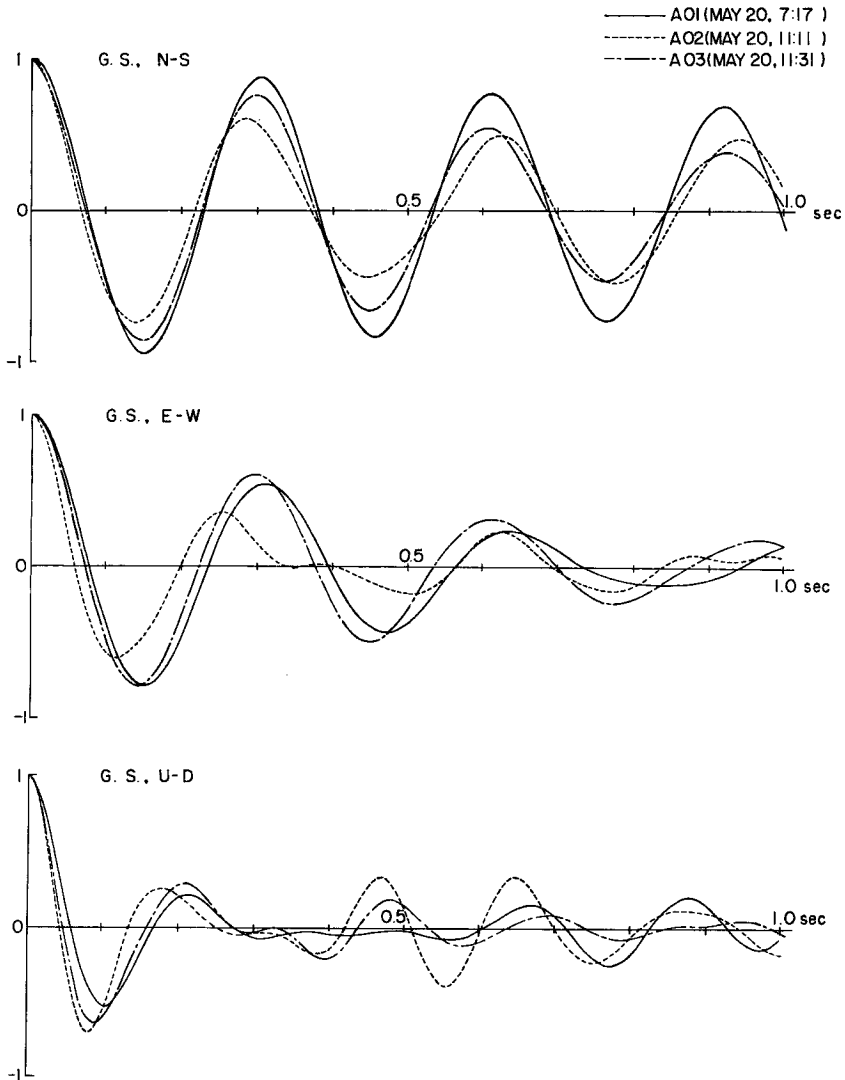 A01(MAY 20, 7:17 )
A02(MAY 20, 11:11 )
A03(MAY 20, 11:31 )
G. S., N-S
1
0
-1
0.5
1.0 sec
G.S., E-W
1
0
-1
0.5
1.0 sec
G. S., U-D
1
0
-1
0.5
1.0 sec